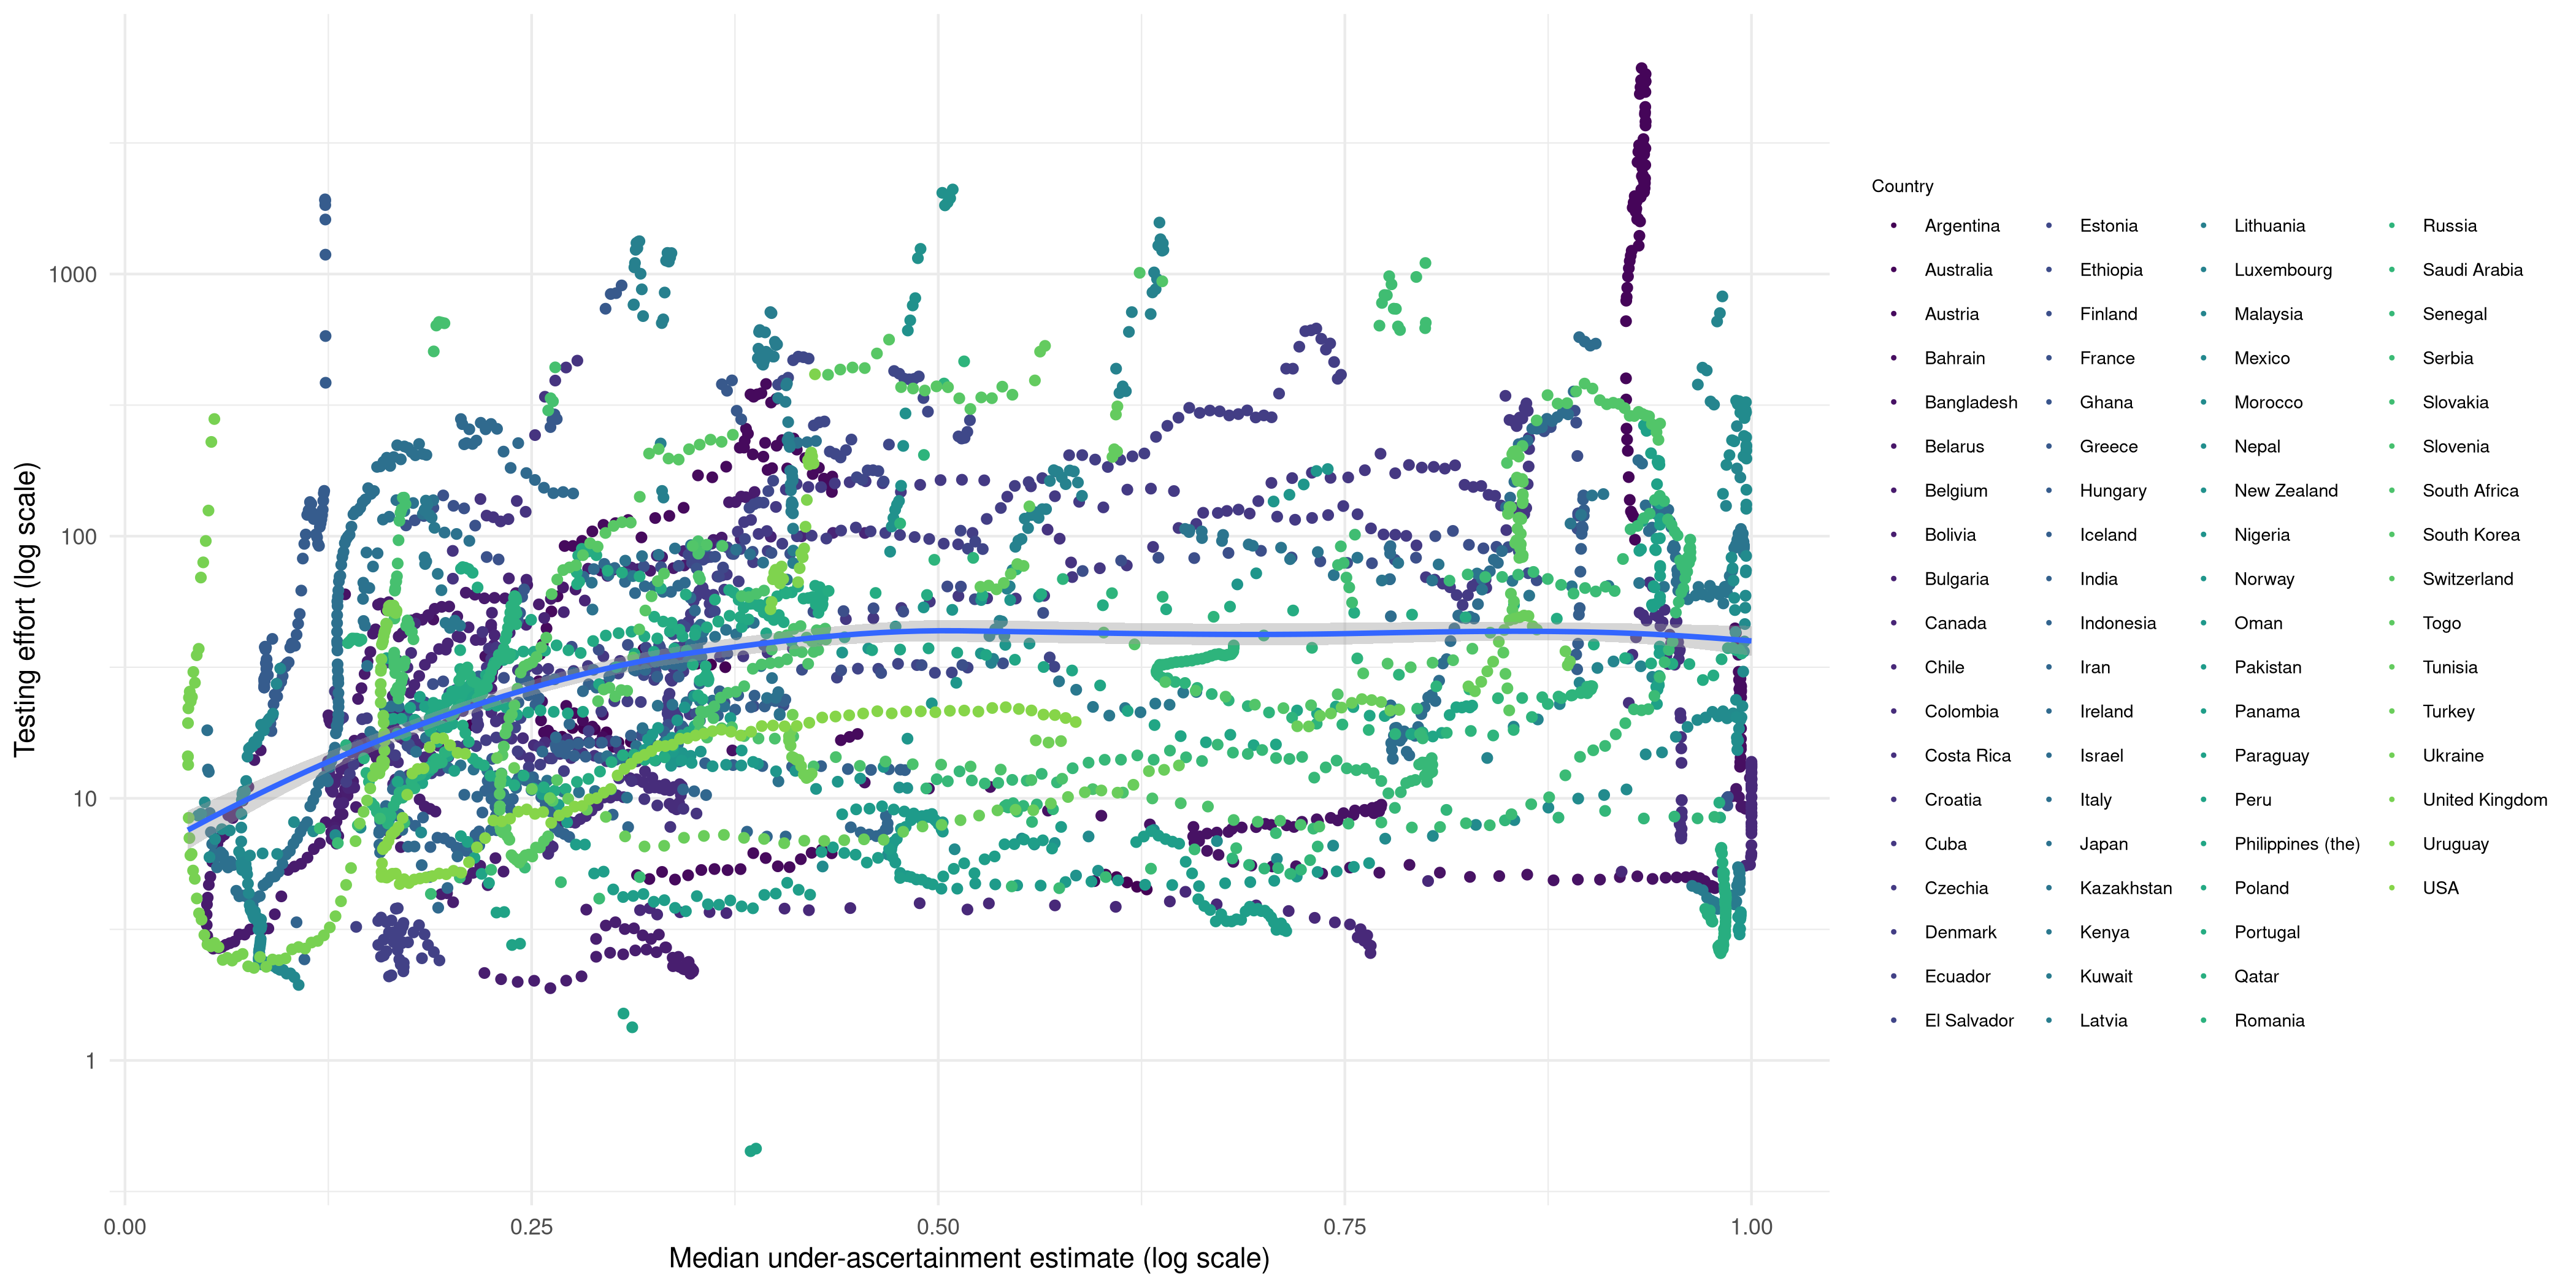 1000
100
10
1
Testing effort (log scale)
0.00 0.25 0.50 0.75 1.00
Median under-ascertainment estimate (log scale)
Country
Argentina Estonia Lithuania Russia
Australia Ethiopia Luxembourg Saudi Arabia
Austria Finland Malaysia Senegal
Bahrain France Mexico Serbia
Bangladesh Ghana Morocco Slovakia
Belarus Greece Nepal Slovenia
Belgium Hungary New Zealand South Africa
Bolivia Iceland Nigeria South Korea
Bulgaria India Norway Switzerland
Canada Indonesia Oman Togo
Chile Iran Pakistan Tunisia
Colombia Ireland Panama Turkey
Costa Rica Israel Paraguay Ukraine
Croatia Italy Peru United Kingdom
Cuba Japan Philippines (the) Uruguay
Czechia Kazakhstan Poland USA
Denmark Kenya Portugal
Ecuador Kuwait Qatar
El Salvador Latvia Romania